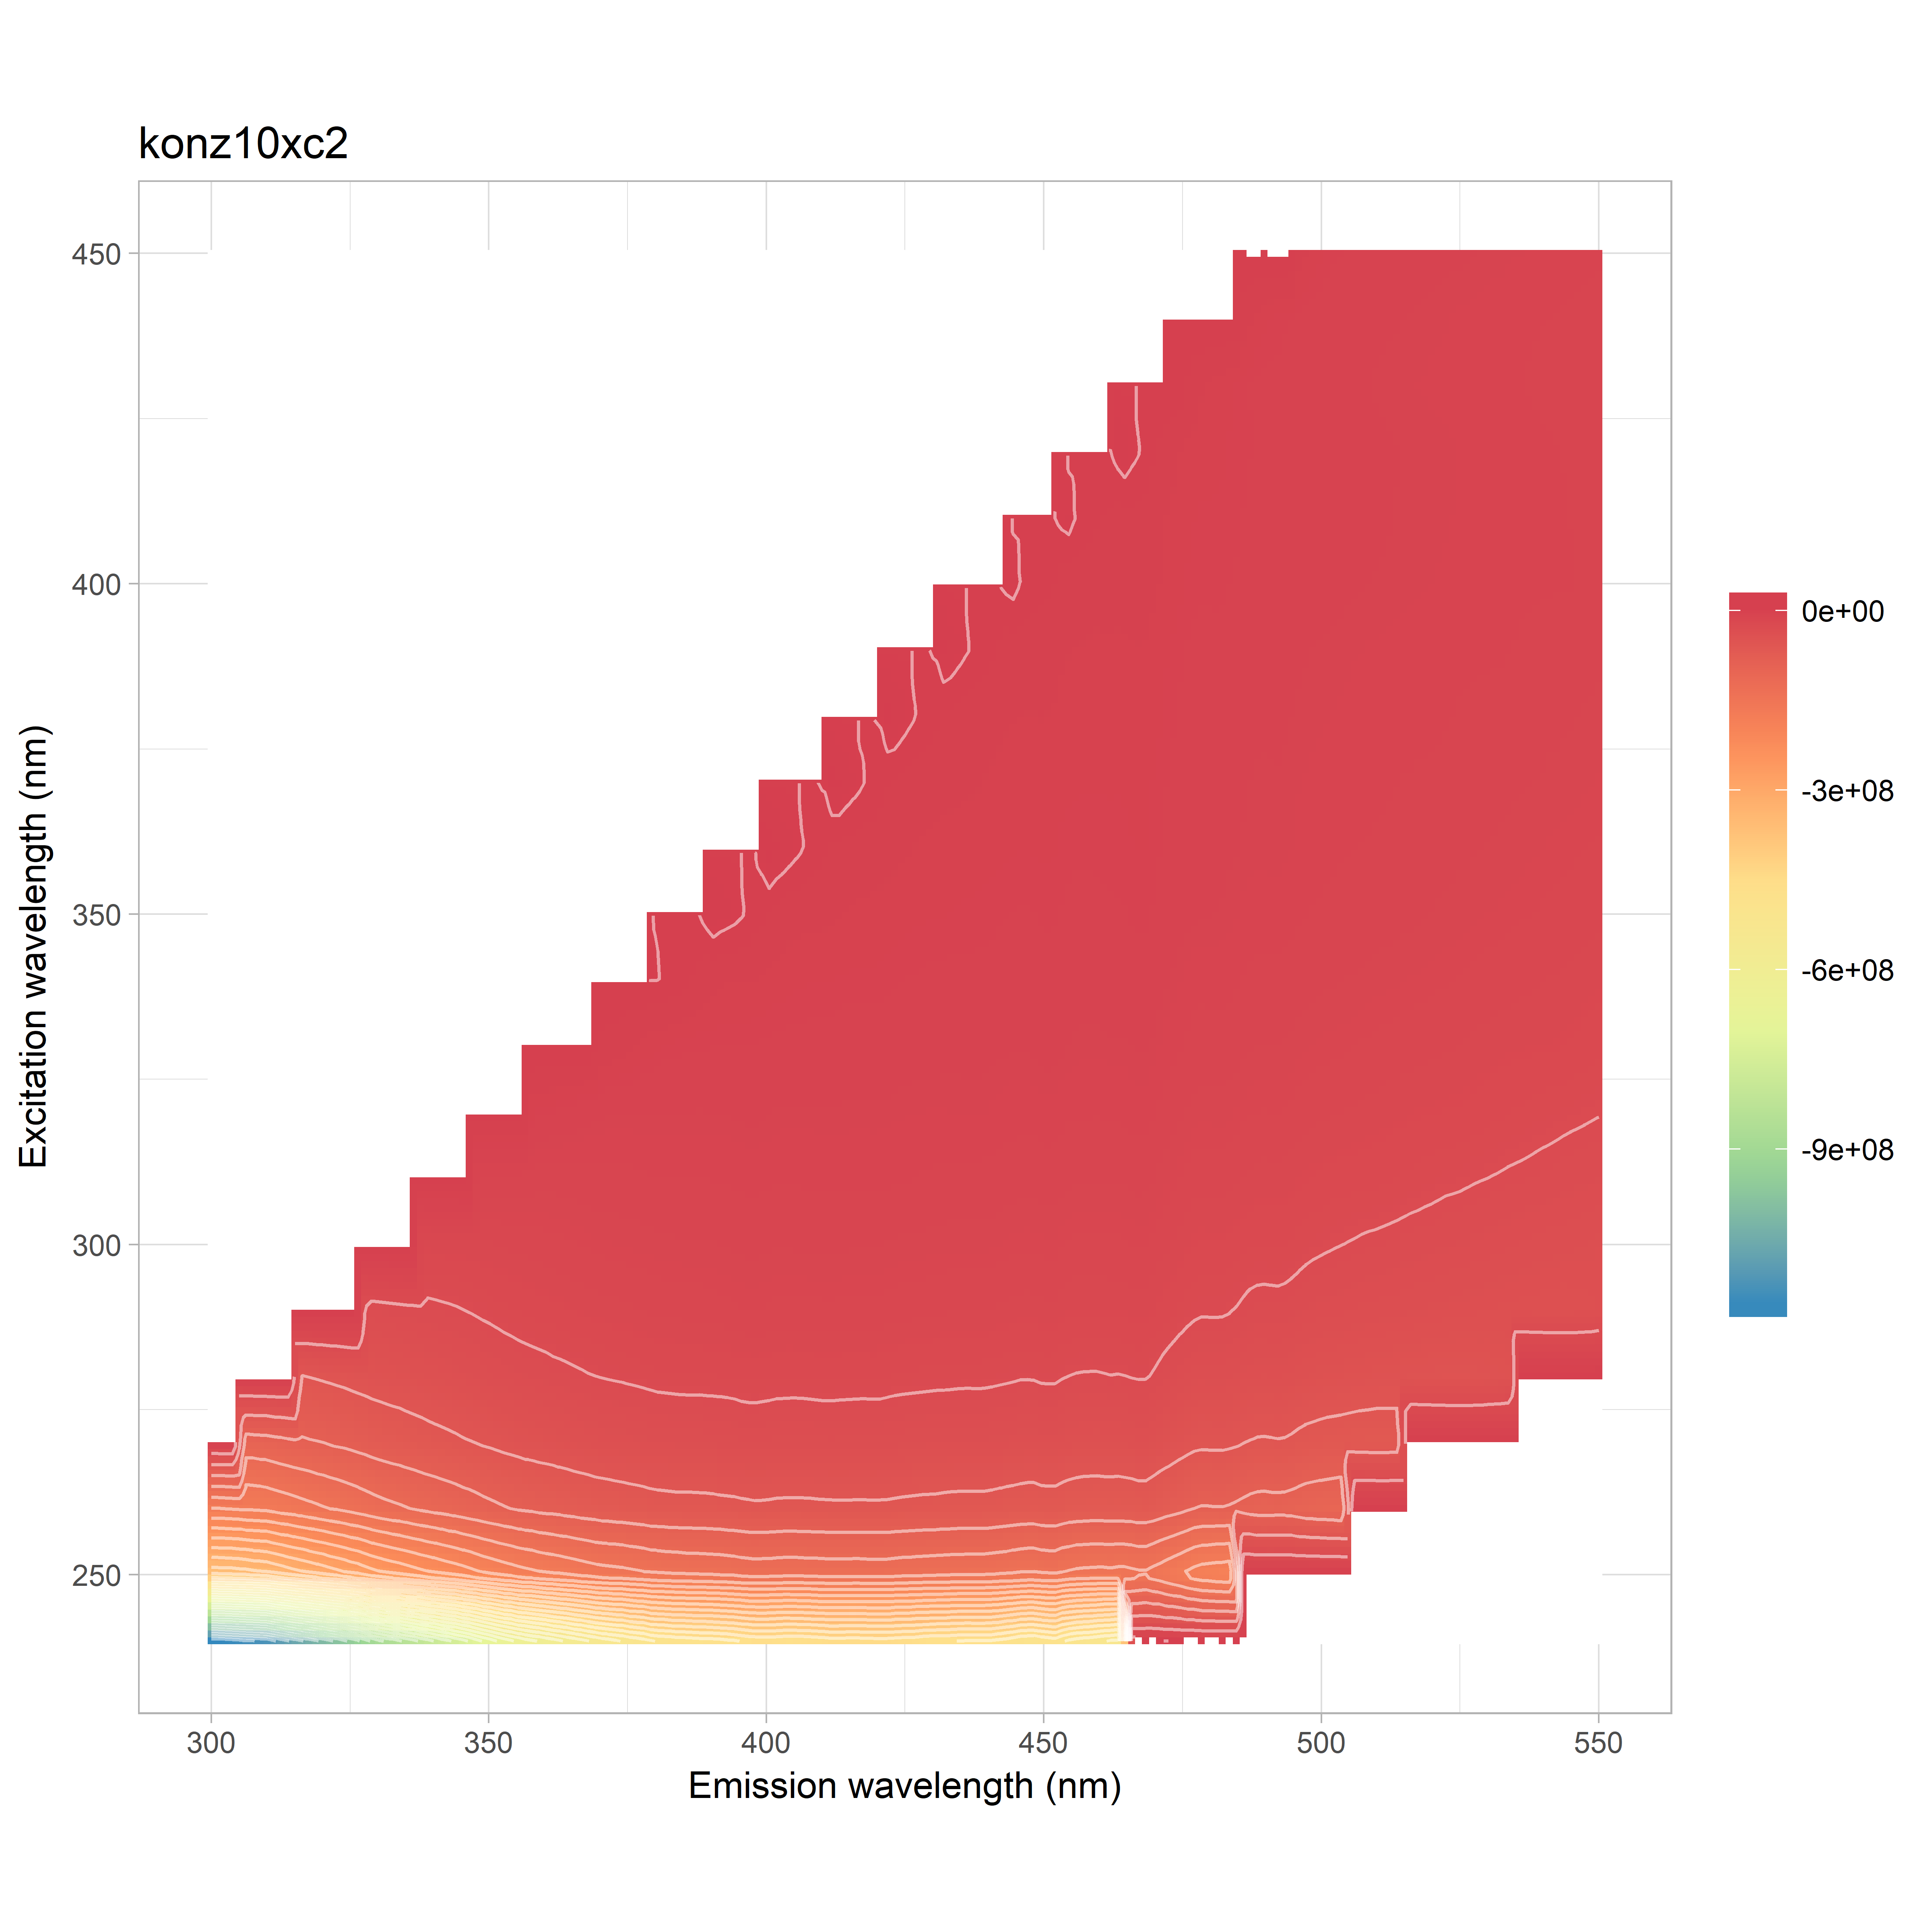 konz10xc2
450
400
350
300
250
Excitation wavelength (nm)
300 350 400 450 500 550
Emission wavelength (nm)
0e+00
-3e+08
-6e+08
-9e+08